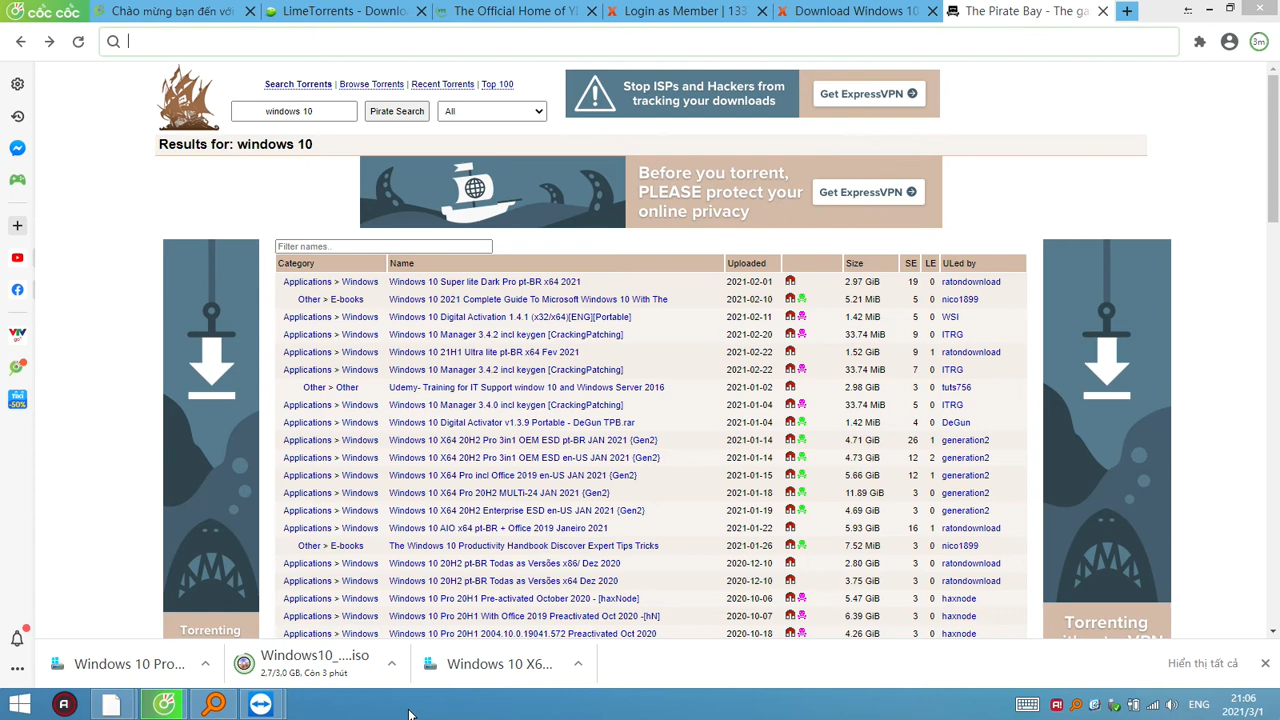 cốc cốc
Chào mừng bạn đến với
LimeTorrents - Downlo
The Official Home of YI
Login as Member | 133
Download Windows 10
The Pirate Bay - The ga
3m
Search Torrents | Browse Torrents | Recent Torrents | Top 100
windows 10
Pirate Search
All
Stop ISPs and Hackers from
tracking your downloads
Get ExpressVPN
Results for: windows 10
Before you torrent,
PLEASE protect your
online privacy
Get ExpressVPN
Filter names..
Category Name Uploaded Size SE LE ULed by
Applications > Windows Windows 10 Super lite Dark Pro pt-BR x64 2021 2021-02-01 2.97 GiB 19 0 ratondownload
Other > E-books Windows 10 2021 Complete Guide To Microsoft Windows 10 With The 2021-02-10 5.21 MiB 5 0 nico1899
Applications > Windows Windows 10 Digital Activation 1.4.1 (x32/x64)[ENG][Portable] 2021-02-11 1.42 MiB 5 0 WSI
Applications > Windows Windows 10 Manager 3.4.2 incl keygen [CrackingPatching] 2021-02-20 33.74 MiB 9 0 ITRG
Applications > Windows Windows 10 21H1 Ultra lite pt-BR x64 Fev 2021 2021-02-22 1.52 GiB 9 1 ratondownload
Applications > Windows Windows 10 Manager 3.4.2 incl keygen [CrackingPatching] 2021-02-22 33.74 MiB 7 0 ITRG
Other > Other Udemy- Training for IT Support window 10 and Windows Server 2016 2021-01-02 2.98 GiB 3 0 tuts756
Applications > Windows Windows 10 Manager 3.4.0 incl keygen [CrackingPatching] 2021-01-04 33.74 MiB 3 0 ITRG
Applications > Windows Windows 10 Digital Activator v1.3.9 Portable - DeGun TPB.rar 2021-01-04 1.42 MiB 4 0 DeGun
Applications > Windows Windows 10 X64 20H2 Pro 3in1 OEM ESD pt-BR JAN 2021 {Gen2} 2021-01-14 4.71 GiB 26 1 generation2
Applications > Windows Windows 10 X64 20H2 Pro 3in1 OEM ESD en-US JAN 2021 {Gen2} 2021-01-14 4.73 GiB 12 2 generation2
Applications > Windows Windows 10 X64 Pro incl Office 2019 en-US JAN 2021 {Gen2} 2021-01-15 5.66 GiB 12 1 generation2
Applications > Windows Windows 10 X64 Pro 20H2 MULTi-24 JAN 2021 {Gen2} 2021-01-18 11.89 GiB 3 0 generation2
Applications > Windows Windows 10 X64 20H2 Enterprise ESD en-US JAN 2021 {Gen2} 2021-01-19 4.69 GiB 3 0 generation2
Applications > Windows Windows 10 AIO x64 pt-BR + Office 2019 Janeiro 2021 2021-01-22 5.93 GiB 16 1 ratondownload
Other > E-books The Windows 10 Productivity Handbook Discover Expert Tips Tricks 2021-01-26 7.52 MiB 3 0 nico1899
Applications > Windows Windows 10 20H2 pt-BR Todas as Versões x86/ Dez 2020 2020-12-10 2.80 GiB 3 0 ratondownload
Applications > Windows Windows 10 20H2 pt-BR Todas as Versões x64 Dez 2020 2020-12-10 3.75 GiB 3 0 ratondownload
Applications > Windows Windows 10 Pro 20H1 Pre-activated October 2020 - [haxNode] 2020-10-06 5.47 GiB 3 0 haxnode
Applications > Windows Windows 10 Pro 20H1 With Office 2019 Preactivated Oct 2020 -[hN] 2020-10-07 6.39 GiB 3 0 haxnode
Applications > Windows Windows 10 Pro 20H1 2004.10.0.19041.572 Preactivated Oct 2020 2020-10-18 4.26 GiB 3 0 haxnode
Torrenting
Torrenting
VTV
go
TIKI
-50%
Windows 10 Pro...
Windows10_....iso
2,7/3,0 GB, Còn 3 phút
Windows 10 X6...
Hiển thị tất cả
ENG
21:06
2021/3/1